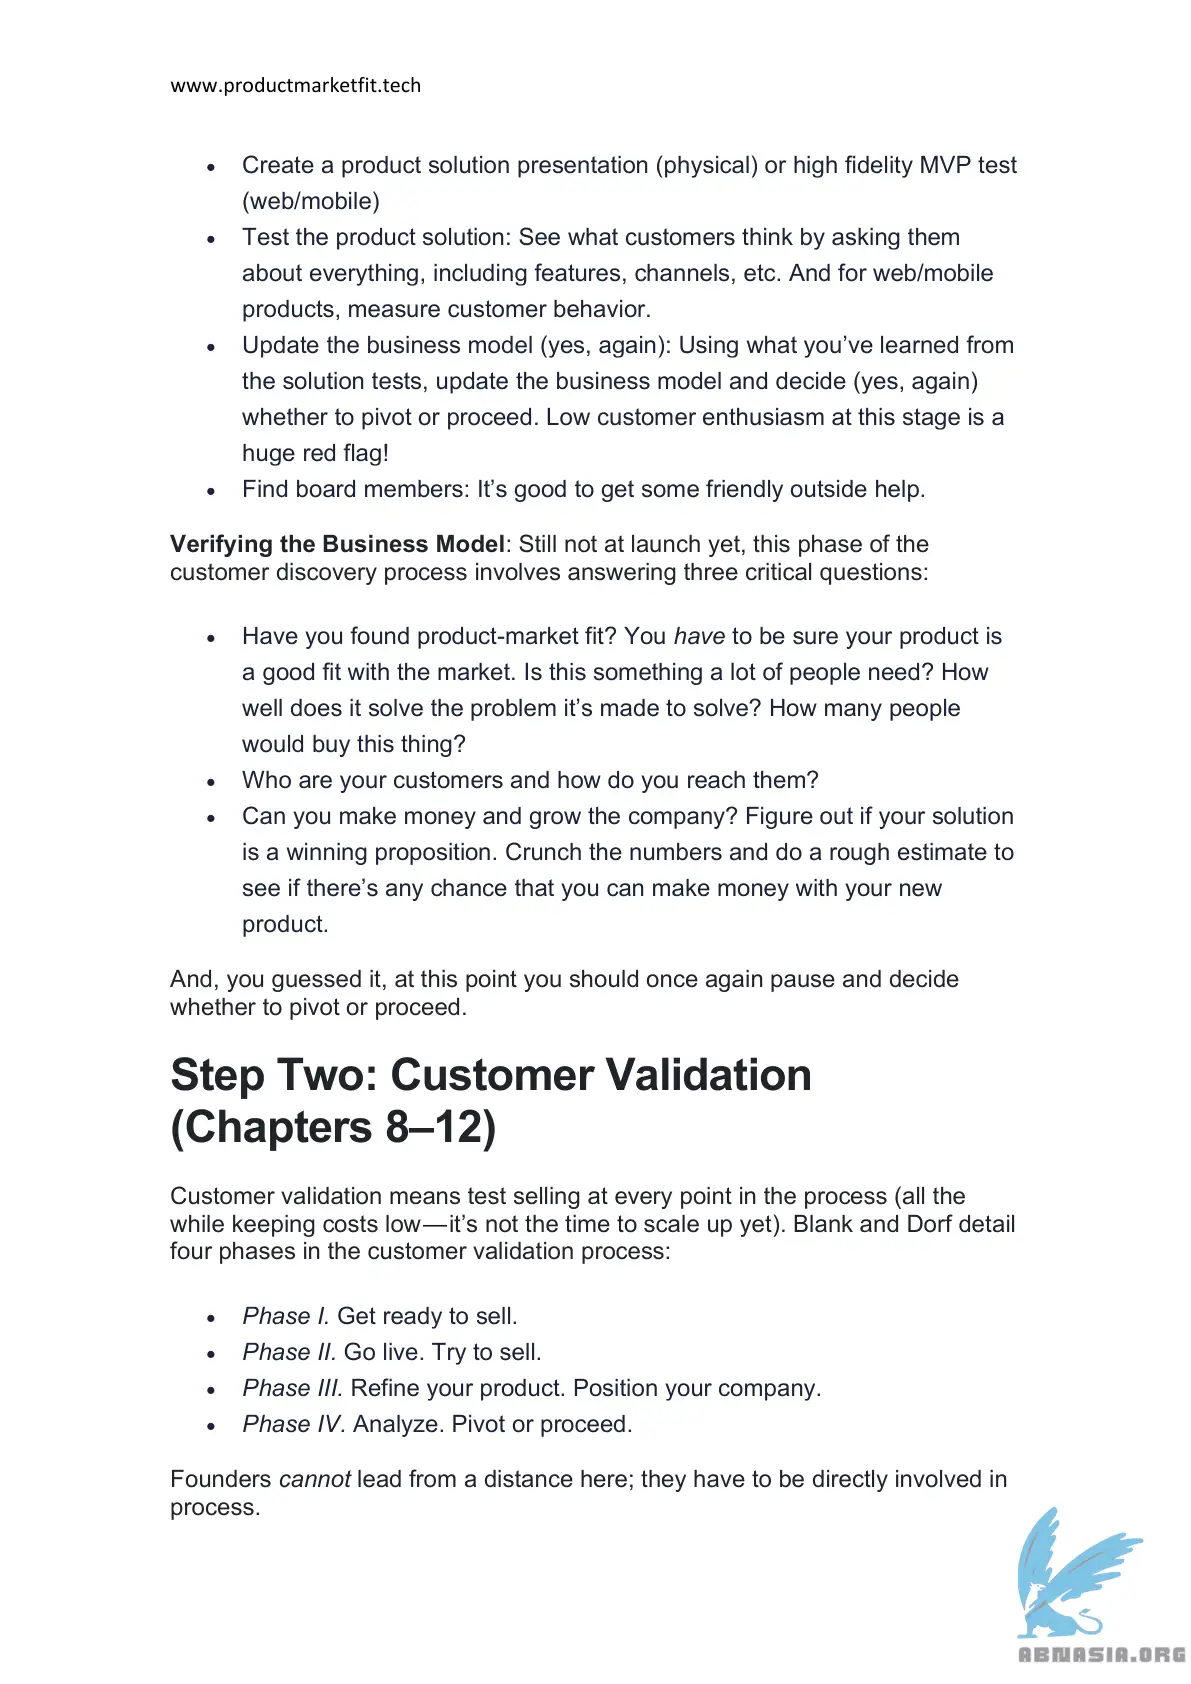 www.productmarketfit.tech
• Create a product solution presentation (physical) or high fidelity MVP test
(web/mobile)
• Test the product solution: See what customers think by asking them
about everything, including features, channels, etc. And for web/mobile
products, measure customer behavior.
• Update the business model (yes, again): Using what you’ve learned from
the solution tests, update the business model and decide (yes, again)
whether to pivot or proceed. Low customer enthusiasm at this stage is a
huge red flag!
• Find board members: It’s good to get some friendly outside help.
Verifying the Business Model: Still not at launch yet, this phase of the
customer discovery process involves answering three critical questions:
• Have you found product-market fit? You have to be sure your product is
a good fit with the market. Is this something a lot of people need? How
well does it solve the problem it’s made to solve? How many people
would buy this thing?
• Who are your customers and how do you reach them?
• Can you make money and grow the company? Figure out if your solution
is a winning proposition. Crunch the numbers and do a rough estimate to
see if there’s any chance that you can make money with your new
product.
And, you guessed it, at this point you should once again pause and decide
whether to pivot or proceed.
Step Two: Customer Validation
(Chapters 8–12)
Customer validation means test selling at every point in the process (all the
while keeping costs low — it’s not the time to scale up yet). Blank and Dorf detail
four phases in the customer validation process:
• Phase I. Get ready to sell.
• Phase II. Go live. Try to sell.
• Phase III. Refine your product. Position your company.
• Phase IV. Analyze. Pivot or proceed.
Founders cannot lead from a distance here; they have to be directly involved in
process.
ABNASIA.ORG